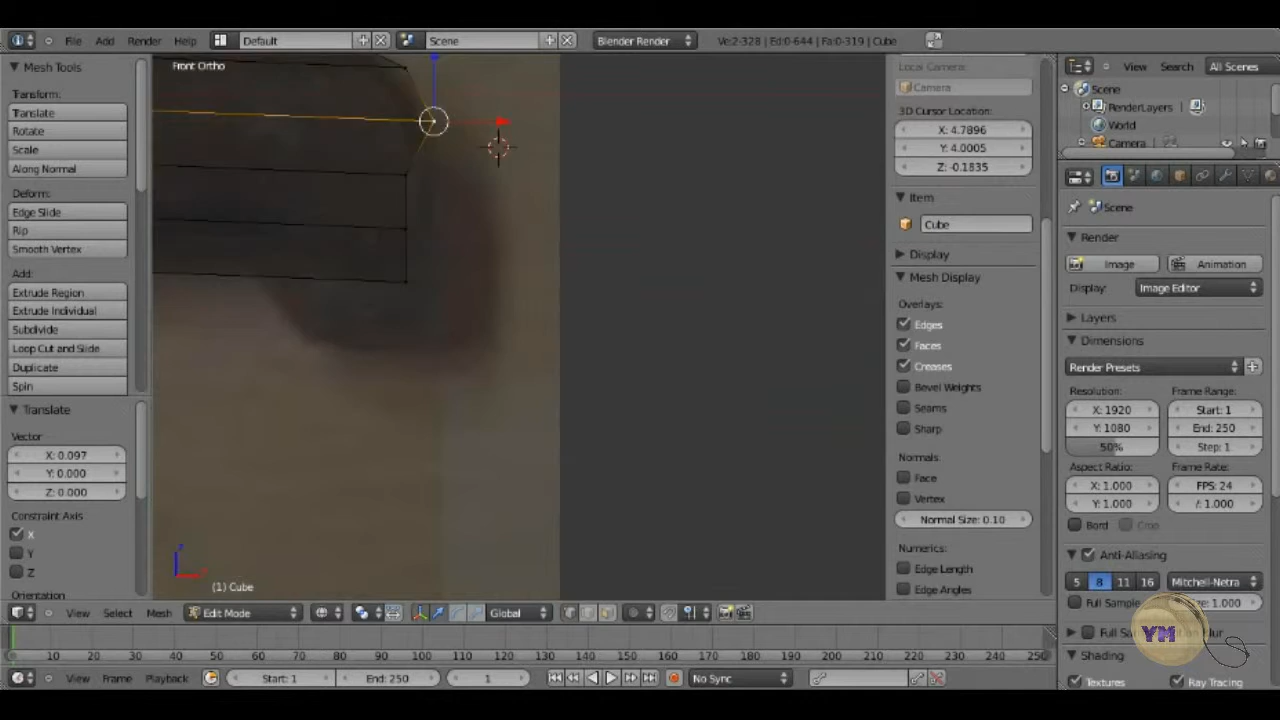 File Add Render Help Default Scene Blender Render Ve:2-328 | Ed:0-644 | Fa:0-319 | Cube
Mesh Tools
Transform:
Translate
Rotate
Scale
Along Normal
Deform:
Edge Slide
Rip
Smooth Vertex
Add:
Extrude Region
Extrude Individual
Subdivide
Loop Cut and Slide
Duplicate
Spin
Translate
Vector
X: 0.097
Y: 0.000
Z: 0.000
Constraint Axis
X
Y
Z
Orientation
Front Ortho
(1) Cube
Local Camera:
Camera
3D Cursor Location:
X: 4.7896
Y: 4.0005
Z: -0.1835
Item
Cube
Display
Mesh Display
Overlays:
Edges
Faces
Creases
Bevel Weights
Seams
Sharp
Normals:
Face
Vertex
Normal Size: 0.10
Numerics:
Edge Length
Edge Angles
View Search All Scenes
Scene
RenderLayers
World
Camera
Scene
Render
Image Animation
Display: Image Editor
Layers
Dimensions
Render Presets
Resolution: Frame Range:
X: 1920 Start: 1
Y: 1080 End: 250
50% Step: 1
Aspect Ratio: Frame Rate:
X: 1.000 FPS: 24
Y: 1.000 /: 1.000
Bord Crop
Anti-Aliasing
5 8 11 16 Mitchell-Netra
Full Sample Size: 1.000
YM
Shading
Textures Ray Tracing
View Select Mesh Edit Mode Global
10 20 30 40 50 60 70 80 90 100 110 120 130 140 150 160 170 180 190 200 210 220 230 240 250
View Frame Playback Start: 1 End: 250 1 No Sync